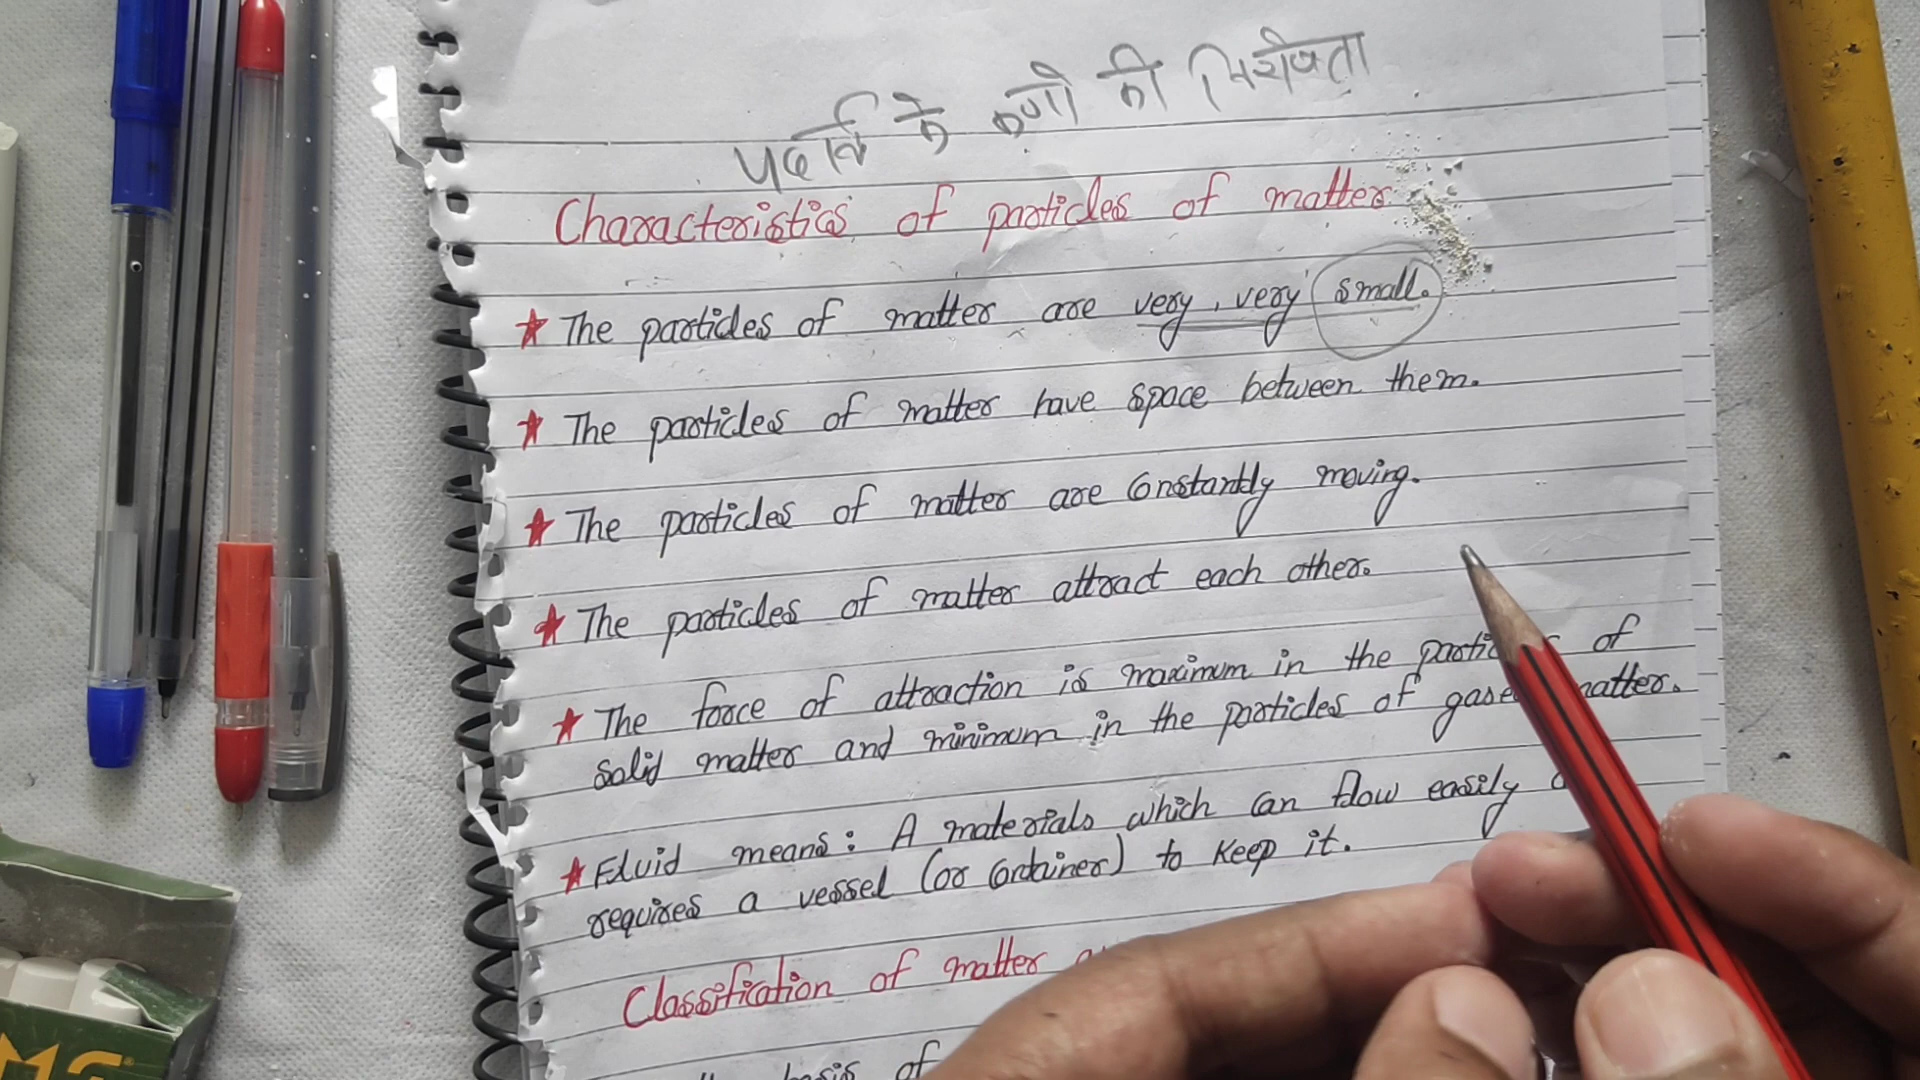 पदार्थ के कणो की विशेषता
Characteristics of particles of matter
★ The particles of matter are very, very small.
★ The particles of matter have space between them.
★ The particles of matter are constantly moving.
★ The particles of matter attract each other.
★ The force of attraction is maximum in the of
solid matter and minimum in the particles of matter.
★ Fluid means: A materials which can flow easily
requires a vessel (or container) to keep it.
Classification of matter
basis of